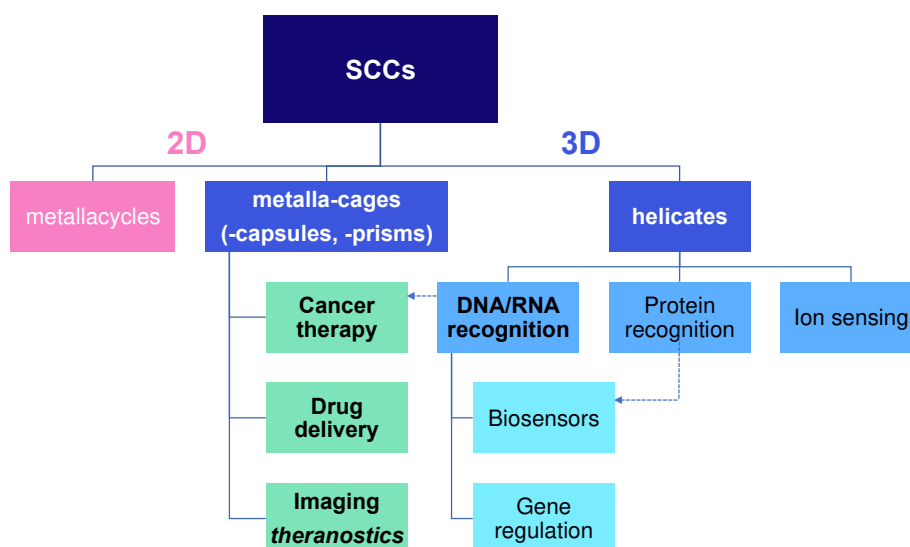 SCCs
2D
3D
metallacycles
metalla-cages
(-capsules, -prisms)
helicates
Cancer
therapy
DNA/RNA
recognition
Protein
recognition
Ion sensing
Drug
delivery
Biosensors
Imaging
theranostics
Gene
regulation